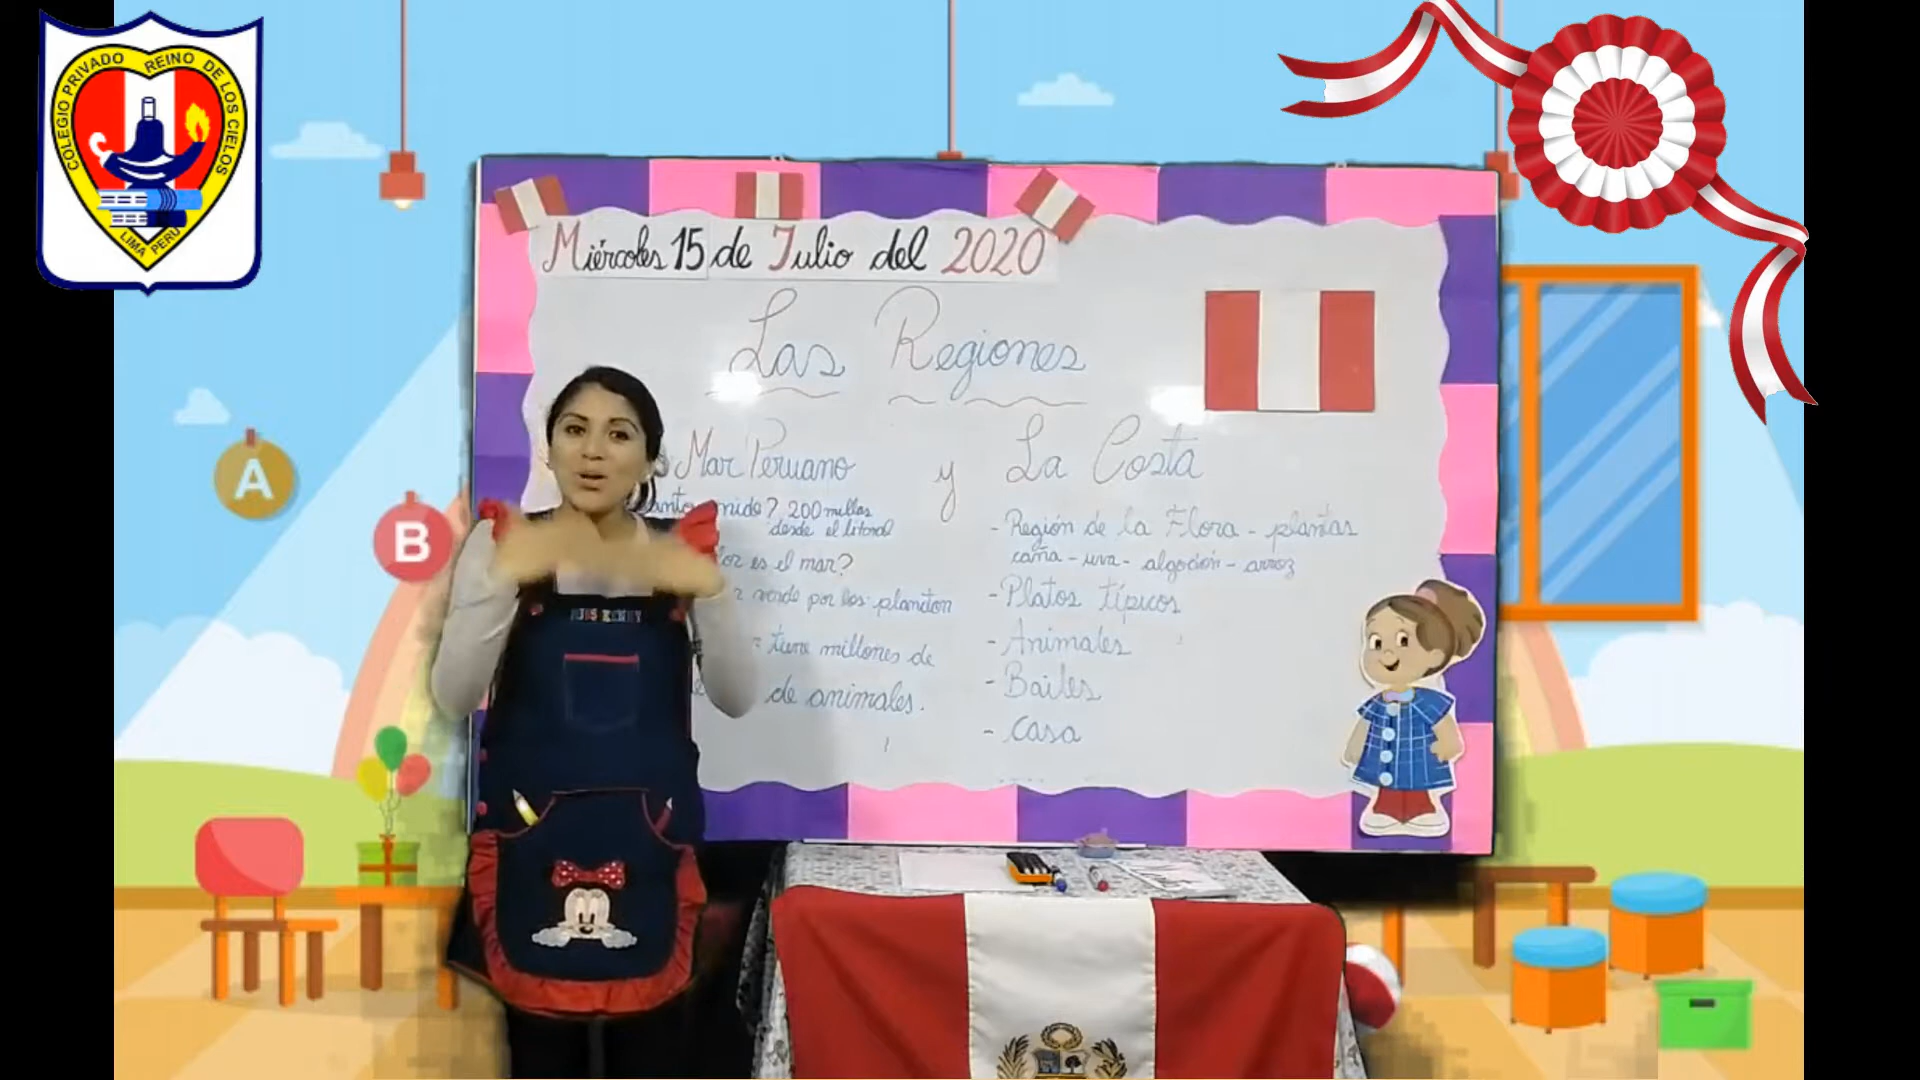 COLEGIO PRIVADO REINO DE LOS CIELOS
LIMA PERU
A
B
Miércoles 15 de Julio del 2020
Las Regiones
Mar Peruano y La Costa
mide? 200 millas
desde el litoral
es el mar?
verde por los plancton
tiene millones de
de animales.
- Región de la Flora - plantas
caña - uva - algodón - arroz
- Platos típicos
- Animales
- Bailes
- Casa